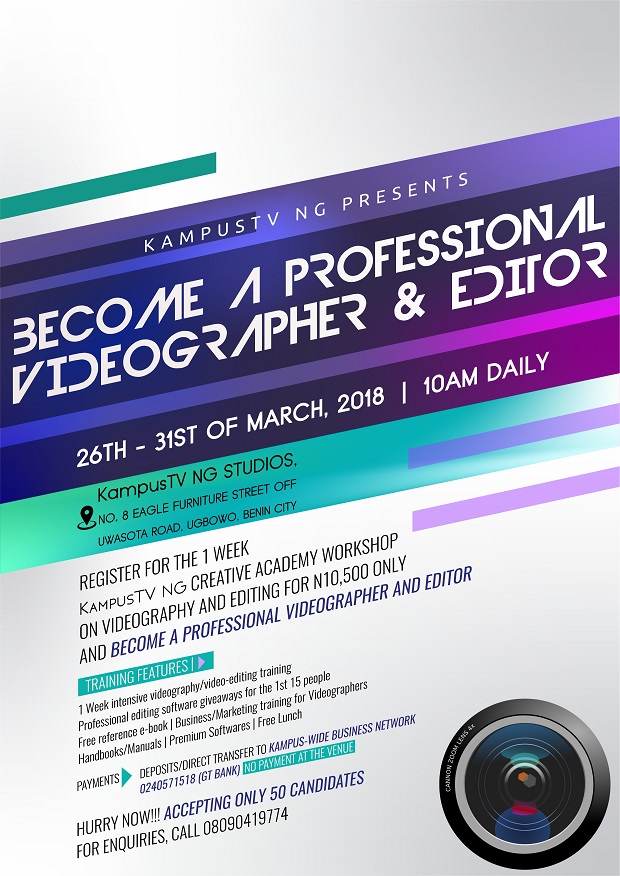 KAMPUSTV NG PRESENTS
BECOME A PROFESSIONAL
VIDEOGRAPHER & EDITOR
26TH - 31ST OF MARCH, 2018 | 10AM DAILY
KAMPUSTV NG STUDIOS,
NO. 8 EAGLE FURNITURE STREET OFF
UWASOTA ROAD, UGBOWO, BENIN CITY
REGISTER FOR THE 1 WEEK
KAMPUSTV NG CREATIVE ACADEMY WORKSHOP
ON VIDEOGRAPHY AND EDITING FOR N10,500 ONLY
AND BECOME A PROFESSIONAL VIDEOGRAPHER AND EDITOR
TRAINING FEATURES |
1 Week intensive videography/video-editing training
Professional editing software giveaways for the 1st 15 people
Free reference e-book | Business/Marketing training for Videographers
Handbooks/Manuals | Premium Softwares | Free Lunch
PAYMENTS
DEPOSITS/DIRECT TRANSFER TO KAMPUS-WIDE BUSINESS NETWORK
0240571518 (GT BANK) NO PAYMENT AT THE VENUE
HURRY NOW!!! ACCEPTING ONLY 50 CANDIDATES
FOR ENQUIRIES, CALL 08090419774
CANNON ZOOM LENS 4x